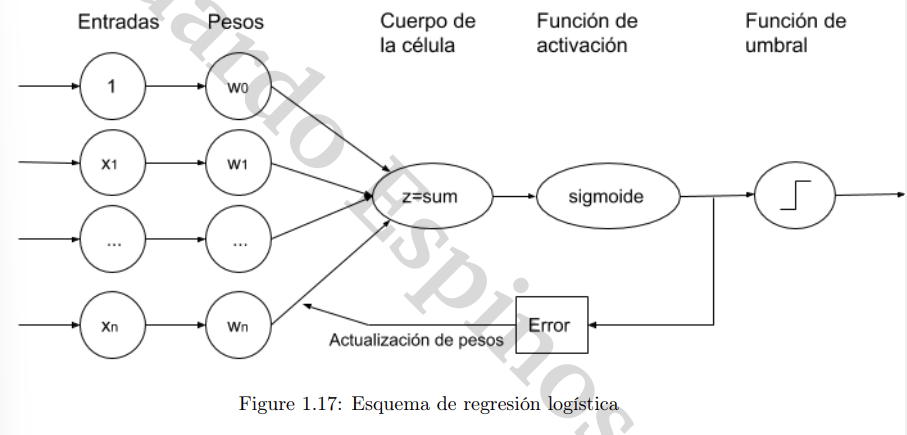 Entradas
Pesos
Cuerpo de
la célula
Función de
activación
Función de
umbral
1
w0
x1
w1
z=sum
sigmoide
...
...
xn
wn
Error
Actualización de pesos
Figure 1.17: Esquema de regresión logística
uardo Espinos